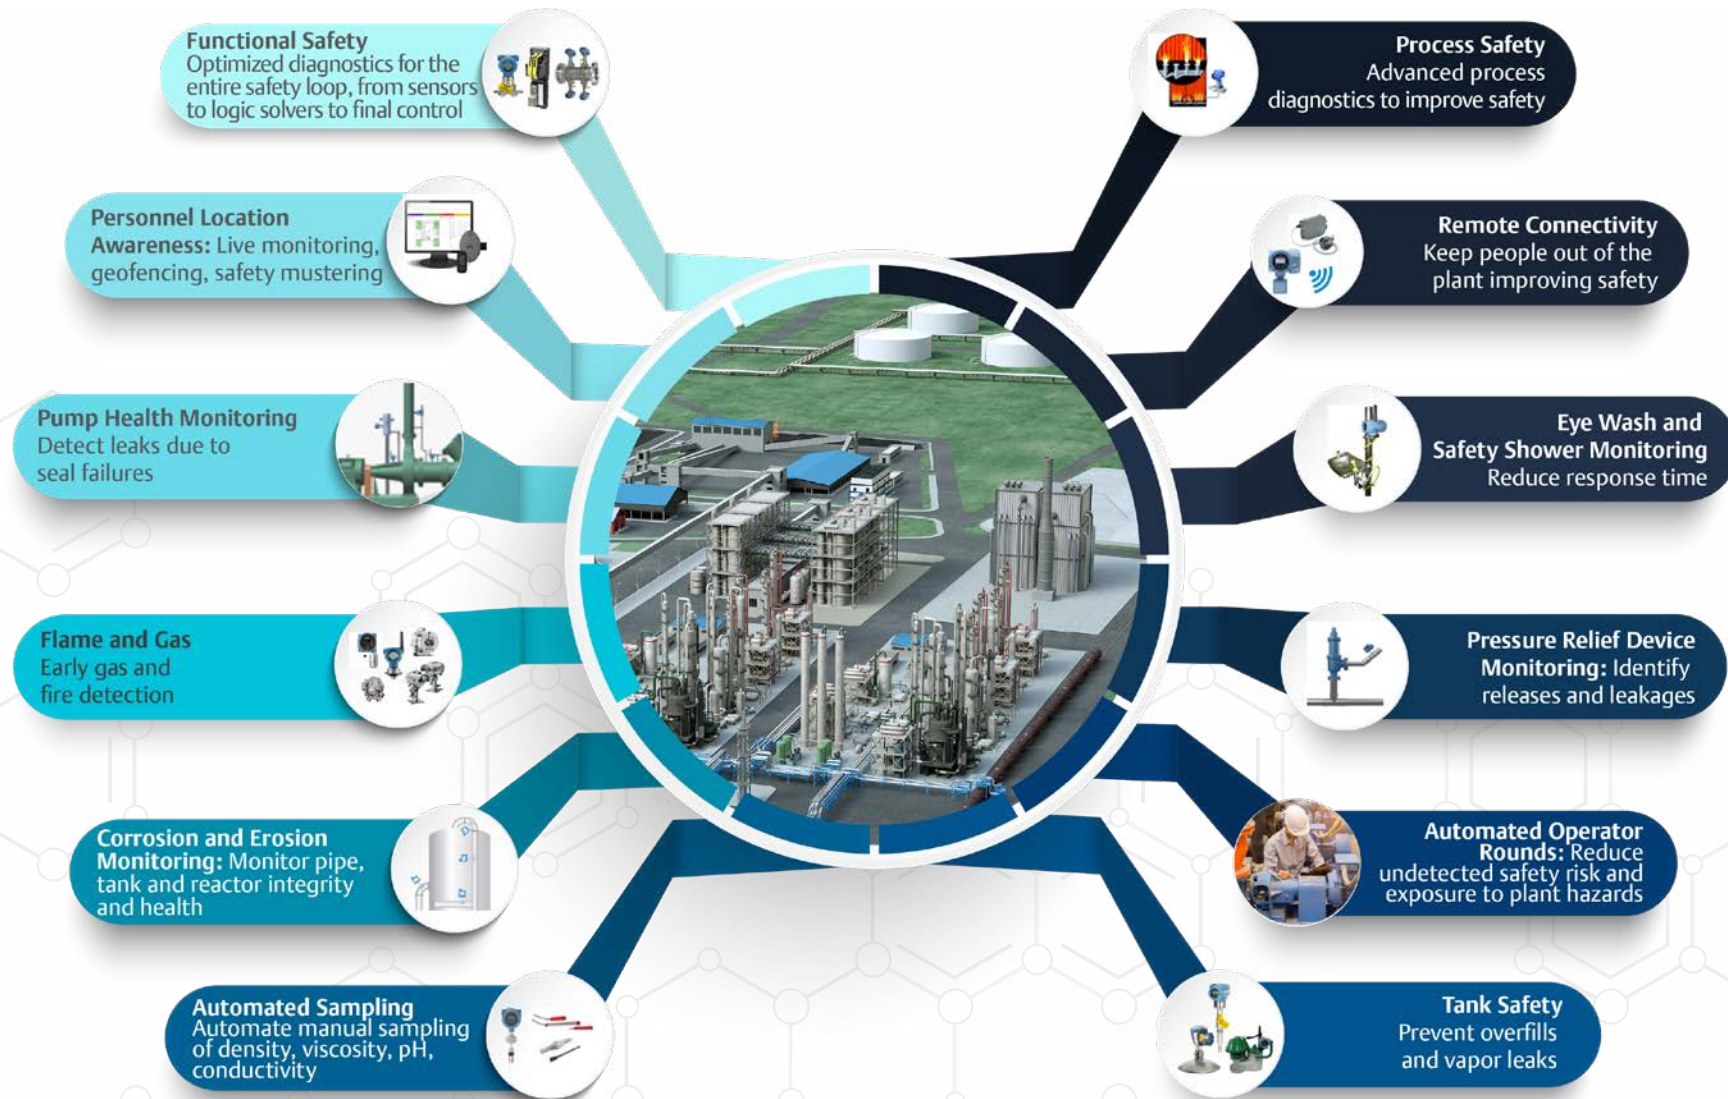 Functional Safety
Optimized diagnostics for the
entire safety loop, from sensors
to logic solvers to final control
Personnel Location
Awareness: Live monitoring,
geofencing, safety mustering
Pump Health Monitoring
Detect leaks due to
seal failures
Flame and Gas
Early gas and
fire detection
Corrosion and Erosion
Monitoring: Monitor pipe,
tank and reactor integrity
and health
Automated Sampling
Automate manual sampling
of density, viscosity, pH,
conductivity
Process Safety
Advanced process
diagnostics to improve safety
Remote Connectivity
Keep people out of the
plant improving safety
Eye Wash and
Safety Shower Monitoring
Reduce response time
Pressure Relief Device
Monitoring: Identify
releases and leakages
Automated Operator
Rounds: Reduce
undetected safety risk and
exposure to plant hazards
Tank Safety
Prevent overfills
and vapor leaks